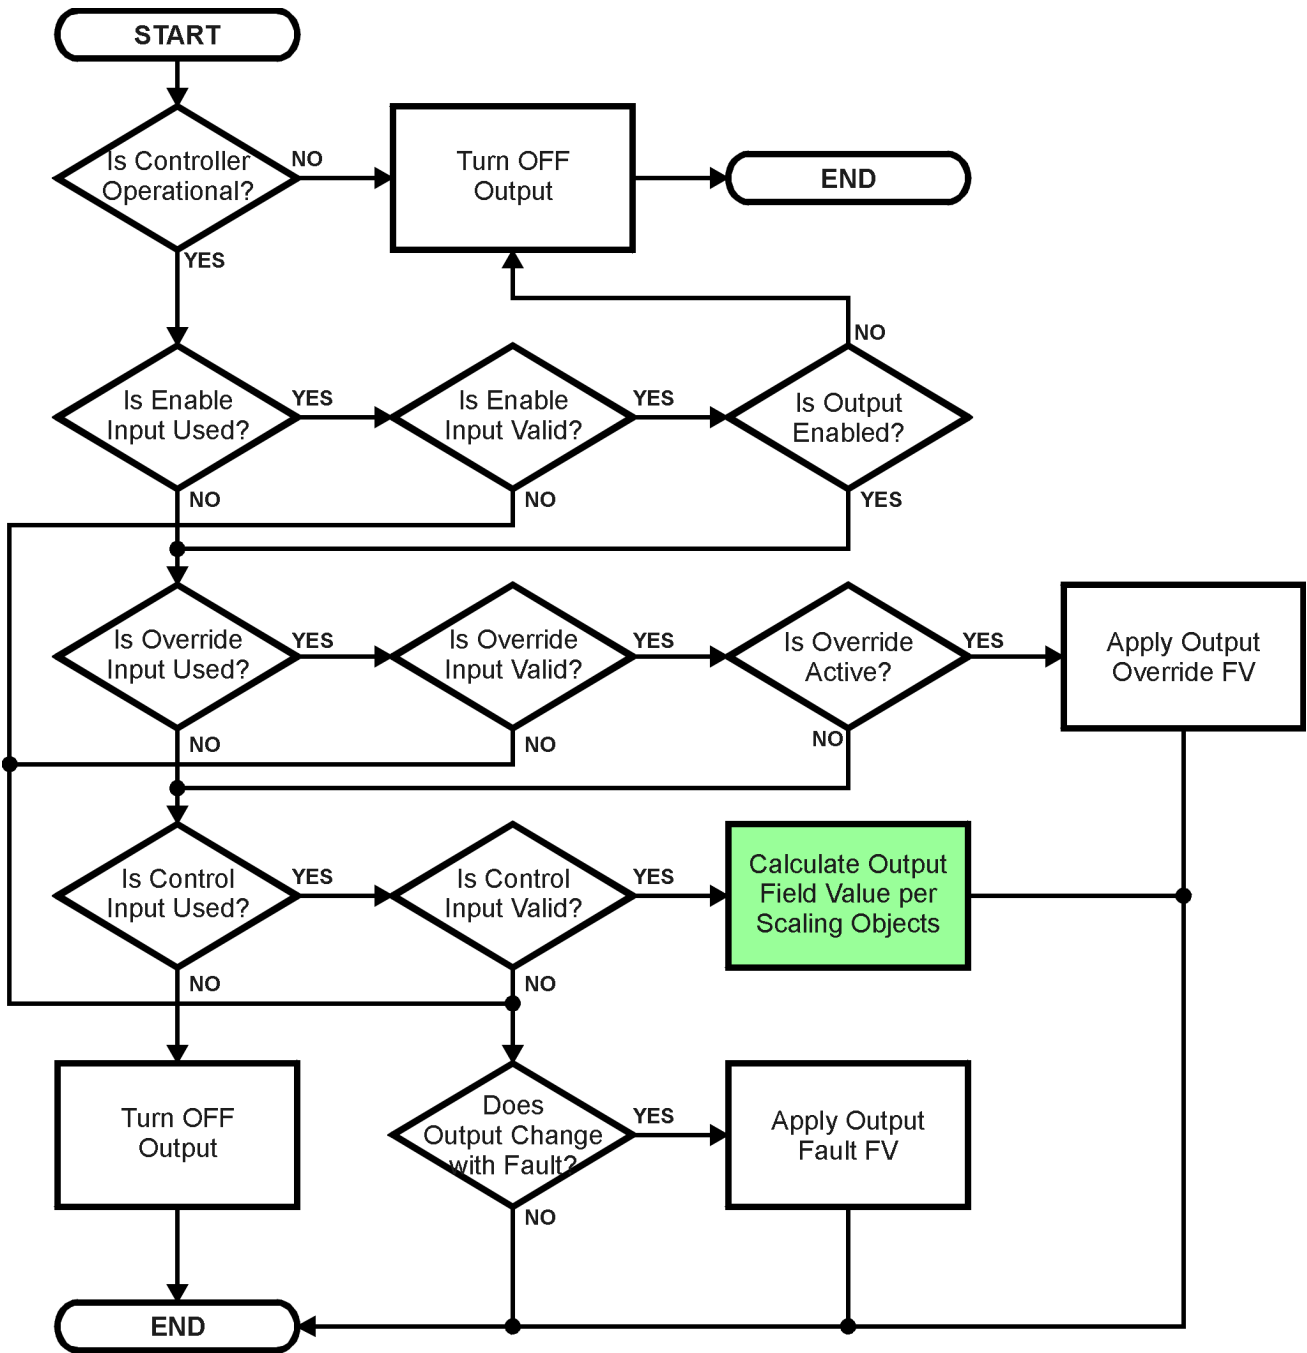 START
Is Controller
Operational?
NO
Turn OFF
Output
END
YES
NO
Is Enable
Input Used?
YES
Is Enable
Input Valid?
YES
Is Output
Enabled?
NO
NO
YES
Is Override
Input Used?
YES
Is Override
Input Valid?
YES
Is Override
Active?
YES
Apply Output
Override FV
NO
NO
NO
Is Control
Input Used?
YES
Is Control
Input Valid?
YES
Calculate Output
Field Value per
Scaling Objects
NO
NO
Turn OFF
Output
Does
Output Change
with Fault?
YES
Apply Output
Fault FV
NO
END